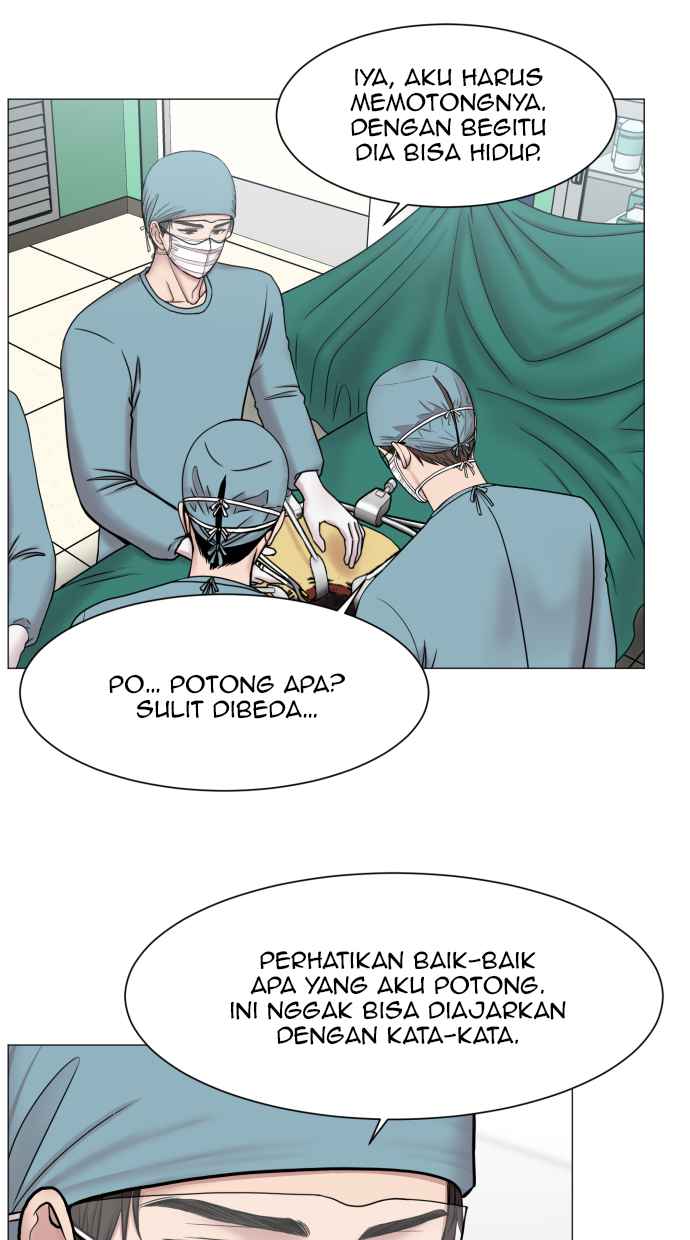 IYA, AKU HARUS
MEMOTONGNYA.
DENGAN BEGITU
DIA BISA HIDUP.
PO... POTONG APA?
SULIT DIBEDA...
PERHATIKAN BAIK-BAIK
APA YANG AKU POTONG.
INI NGGAK BISA DIAJARKAN
DENGAN KATA-KATA.